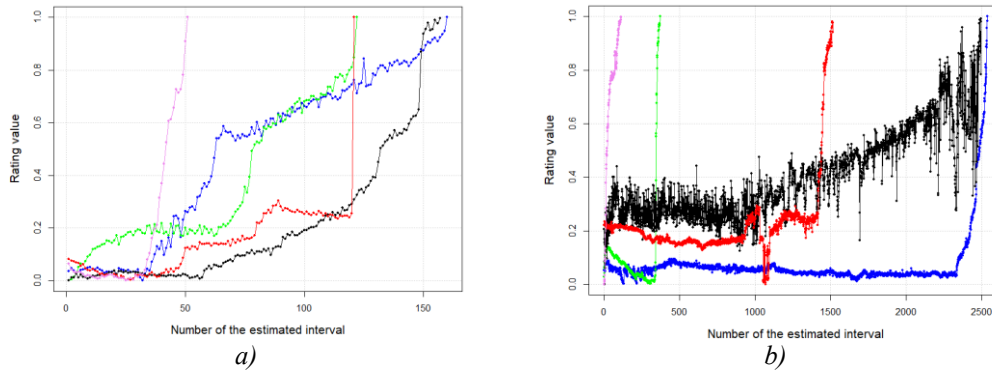 1.0
0.8
0.6
0.4
0.2
0.0
Rating value
0 50 100 150
Number of the estimated interval
a)
1.0
0.8
0.6
0.4
0.2
0.0
Rating value
0 500 1000 1500 2000 2500
Number of the estimated interval
b)